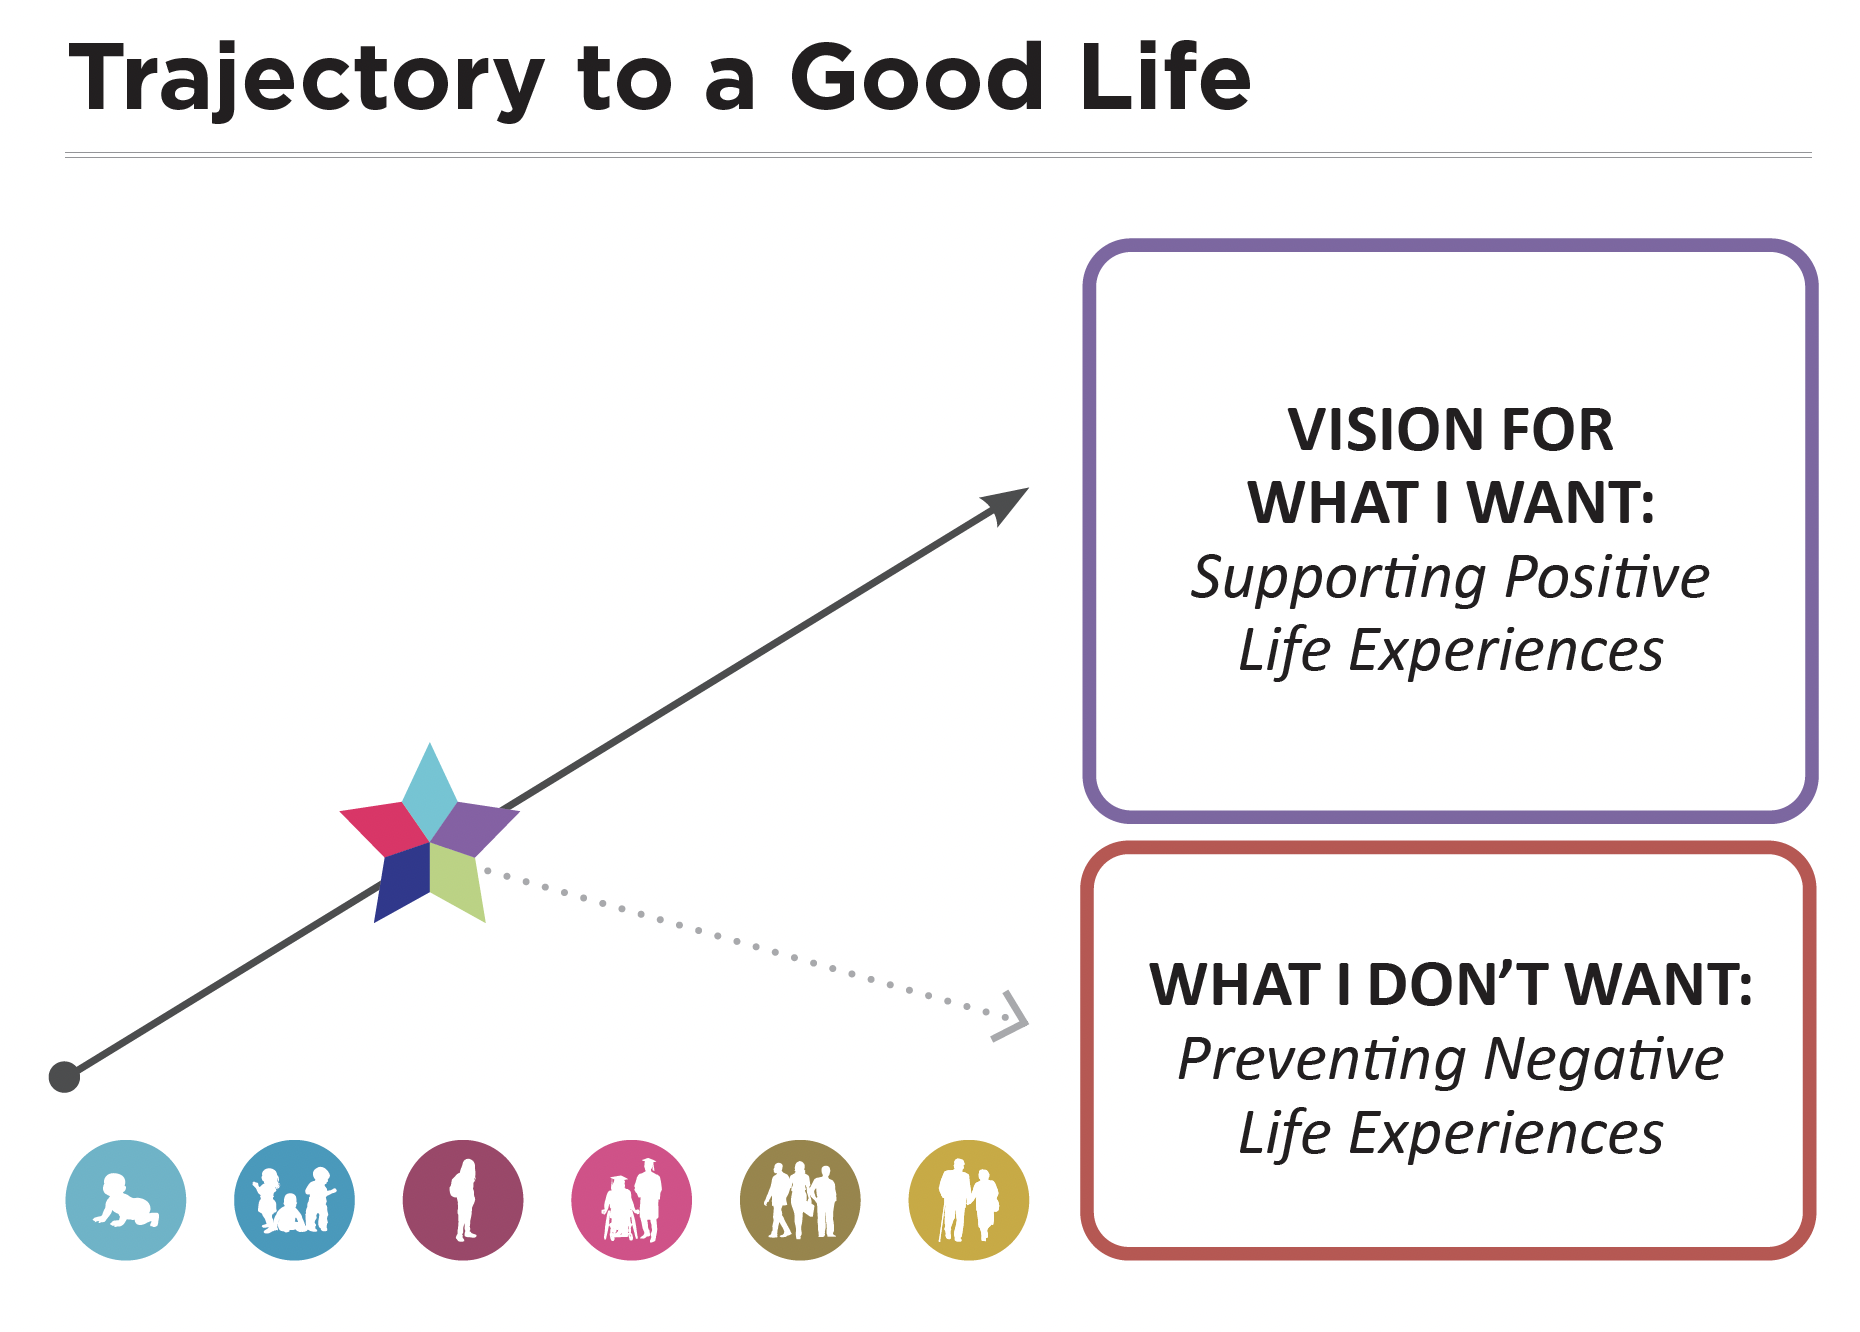 Trajectory to a Good Life
VISION FOR
WHAT I WANT:
Supporting Positive
Life Experiences
WHAT I DON’T WANT:
Preventing Negative
Life Experiences